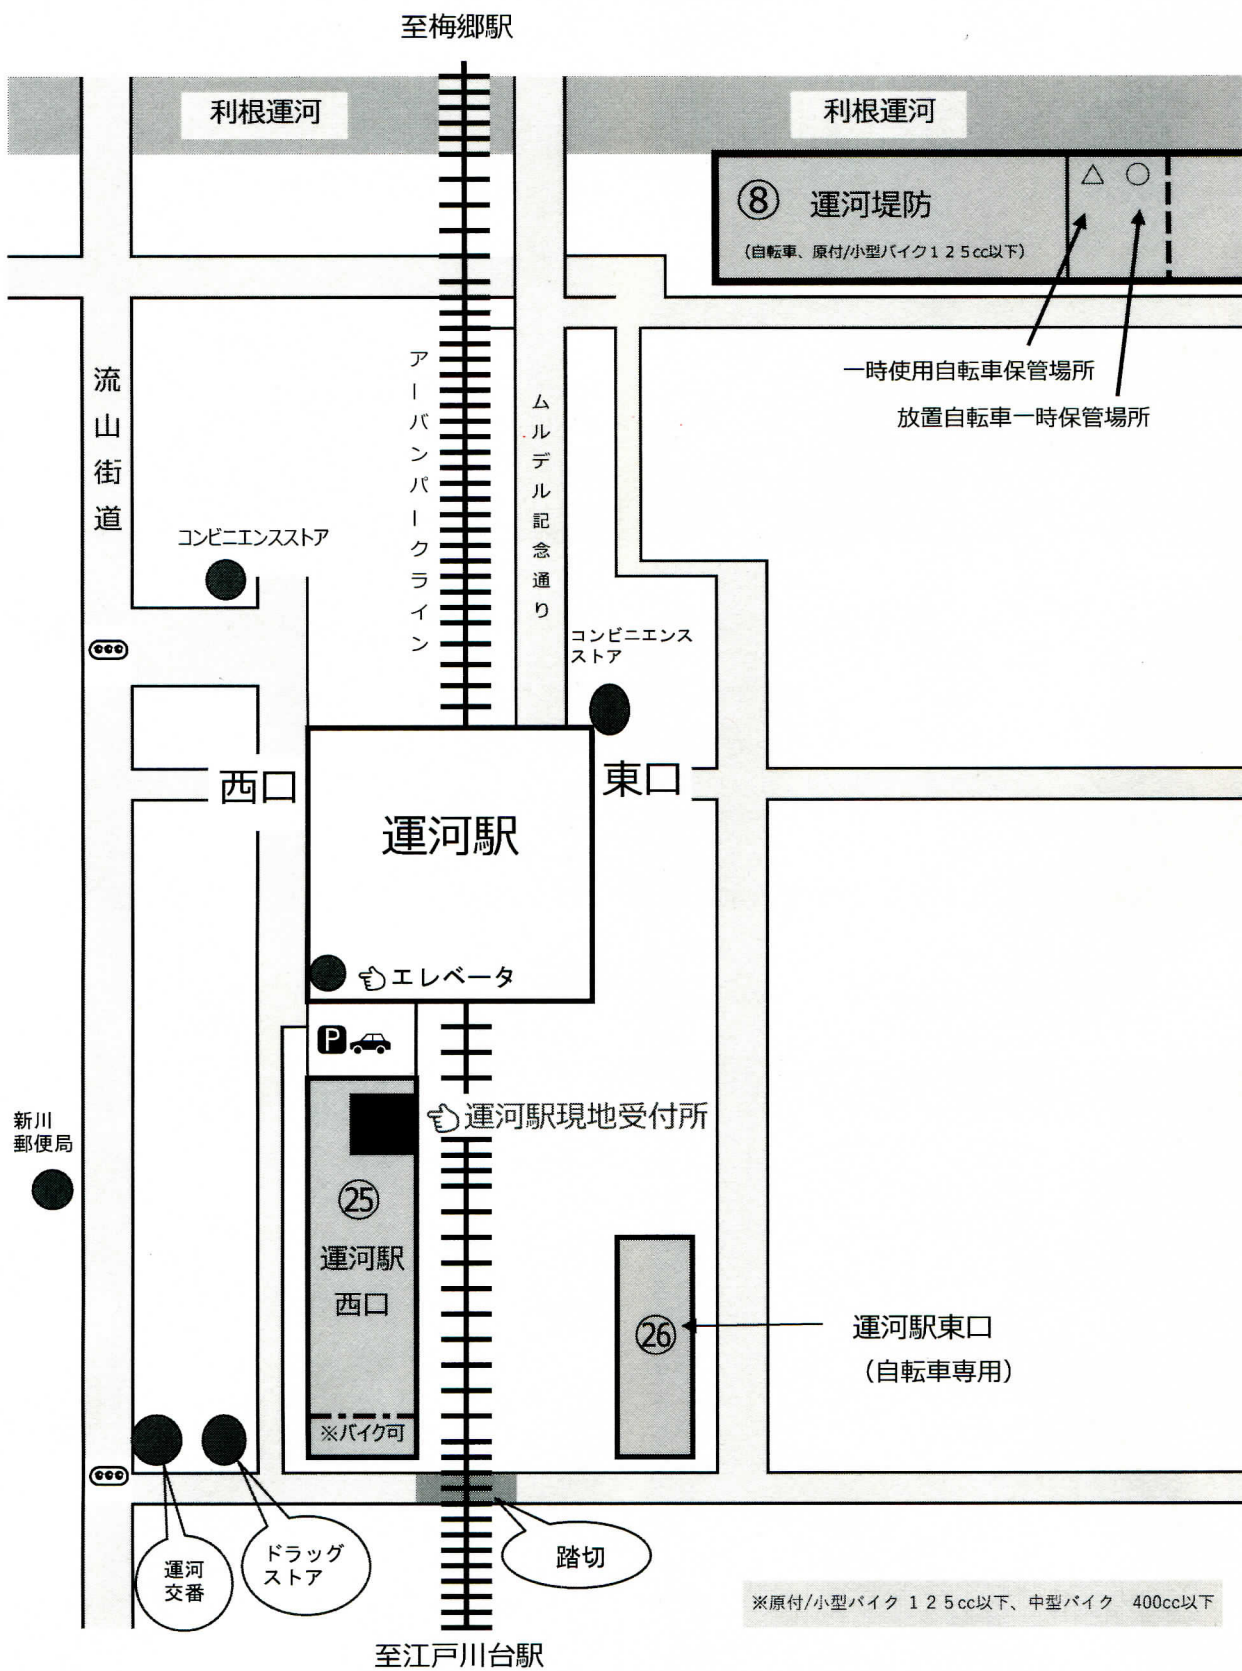 至梅郷駅
利根運河
利根運河
⑧ 運河堤防
(自転車、原付/小型バイク125cc以下)
△ ○
一時使用自転車保管場所
放置自転車一時保管場所
流山街道
アーバンパークライン
ムルデル記念通り
コンビニエンスストア
コンビニエンス
ストア
西口
東口
運河駅
エレベータ
P
運河駅現地受付所
新川
郵便局
㉕
運河駅
西口
※バイク可
㉖
運河駅東口
(自転車専用)
運河
交番
ドラッグ
ストア
踏切
※原付/小型バイク 125cc以下、中型バイク 400cc以下
至江戸川台駅